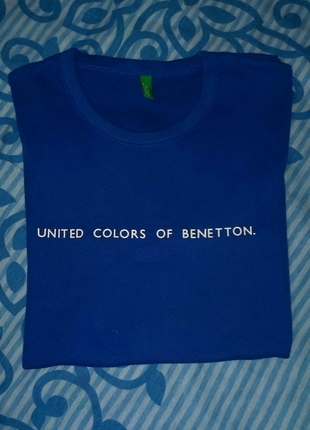 UNITED COLORS OF BENETTON.